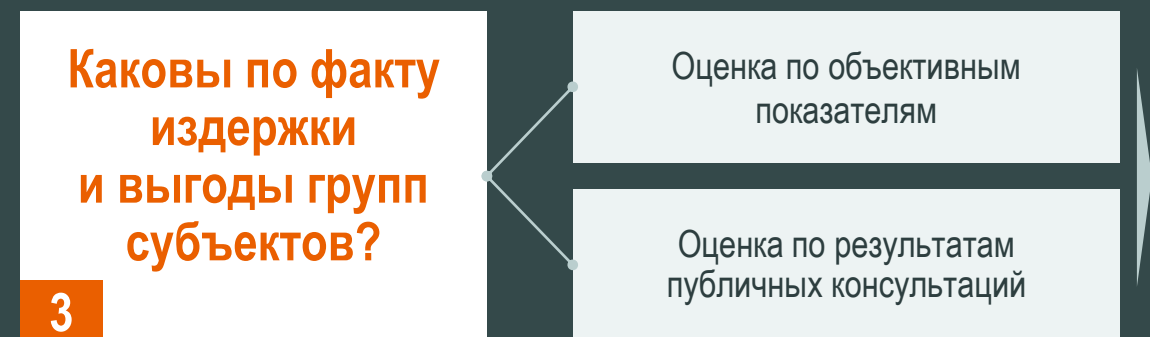 Каковы по факту
издержки
и выгоды групп
субъектов?
3
Оценка по объективным
показателям
Оценка по результатам
публичных консультаций